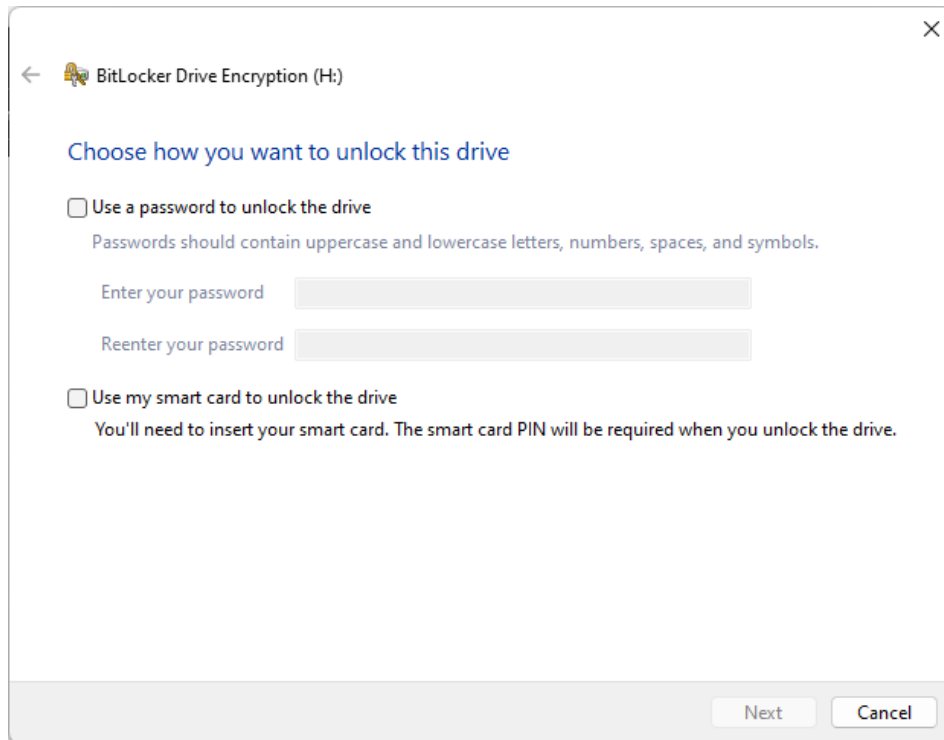 BitLocker Drive Encryption (H:)
Choose how you want to unlock this drive
Use a password to unlock the drive
Passwords should contain uppercase and lowercase letters, numbers, spaces, and symbols.
Enter your password
Reenter your password
Use my smart card to unlock the drive
You'll need to insert your smart card. The smart card PIN will be required when you unlock the drive.
Next Cancel